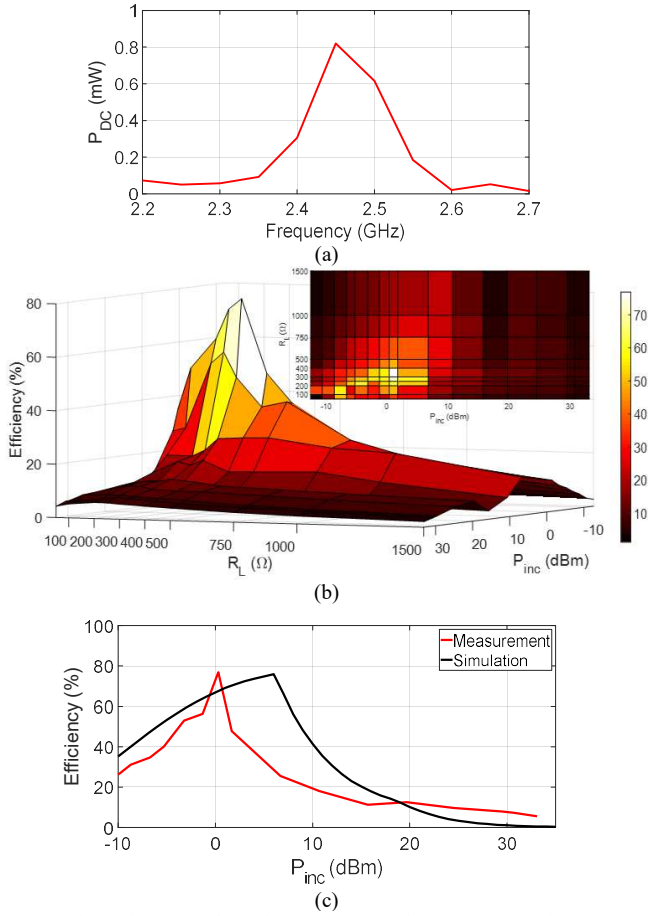 1
0.8
0.6
0.4
0.2
0
P_DC (mW)
2.2 2.3 2.4 2.5 2.6 2.7
Frequency (GHz)
(a)
80
60
40
20
0
Efficiency (%)
100 200 300 400 500 750 1000 1500
R_L (Ω)
30 20 10 0 -10
P_inc (dBm)
1500
1000
750
500
400
300
200
100
R_L (Ω)
-10 0 10 20 30
P_inc (dBm)
70
60
50
40
30
20
10
(b)
100
80
60
40
20
0
Efficiency (%)
Measurement
Simulation
-10 0 10 20 30
P_inc (dBm)
(c)